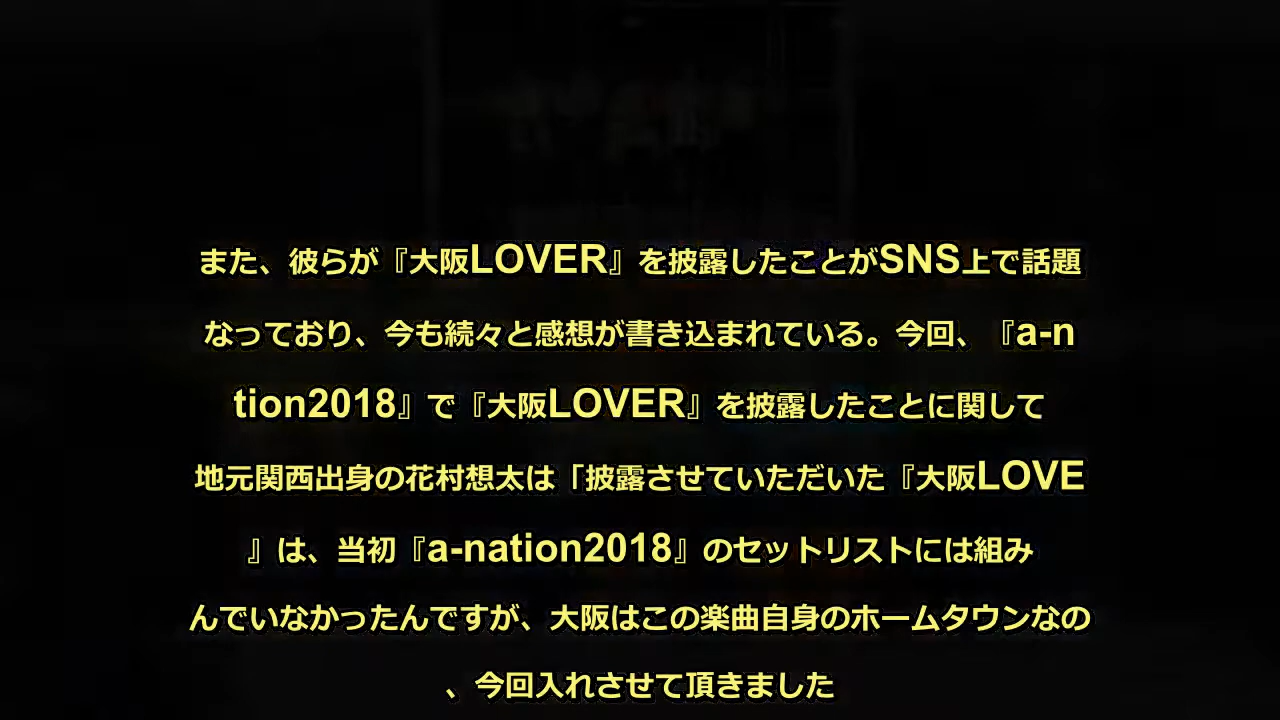 また、彼らが『大阪LOVER』を披露したことがSNS上で話題
なっており、今も続々と感想が書き込まれている。今回、『a-n
tion2018』で『大阪LOVER』を披露したことに関して
地元関西出身の花村想太は「披露させていただいた『大阪LOVE
』は、当初『a-nation2018』のセットリストには組み
んでいなかったんですが、大阪はこの楽曲自身のホームタウンなの
、今回入れさせて頂きました